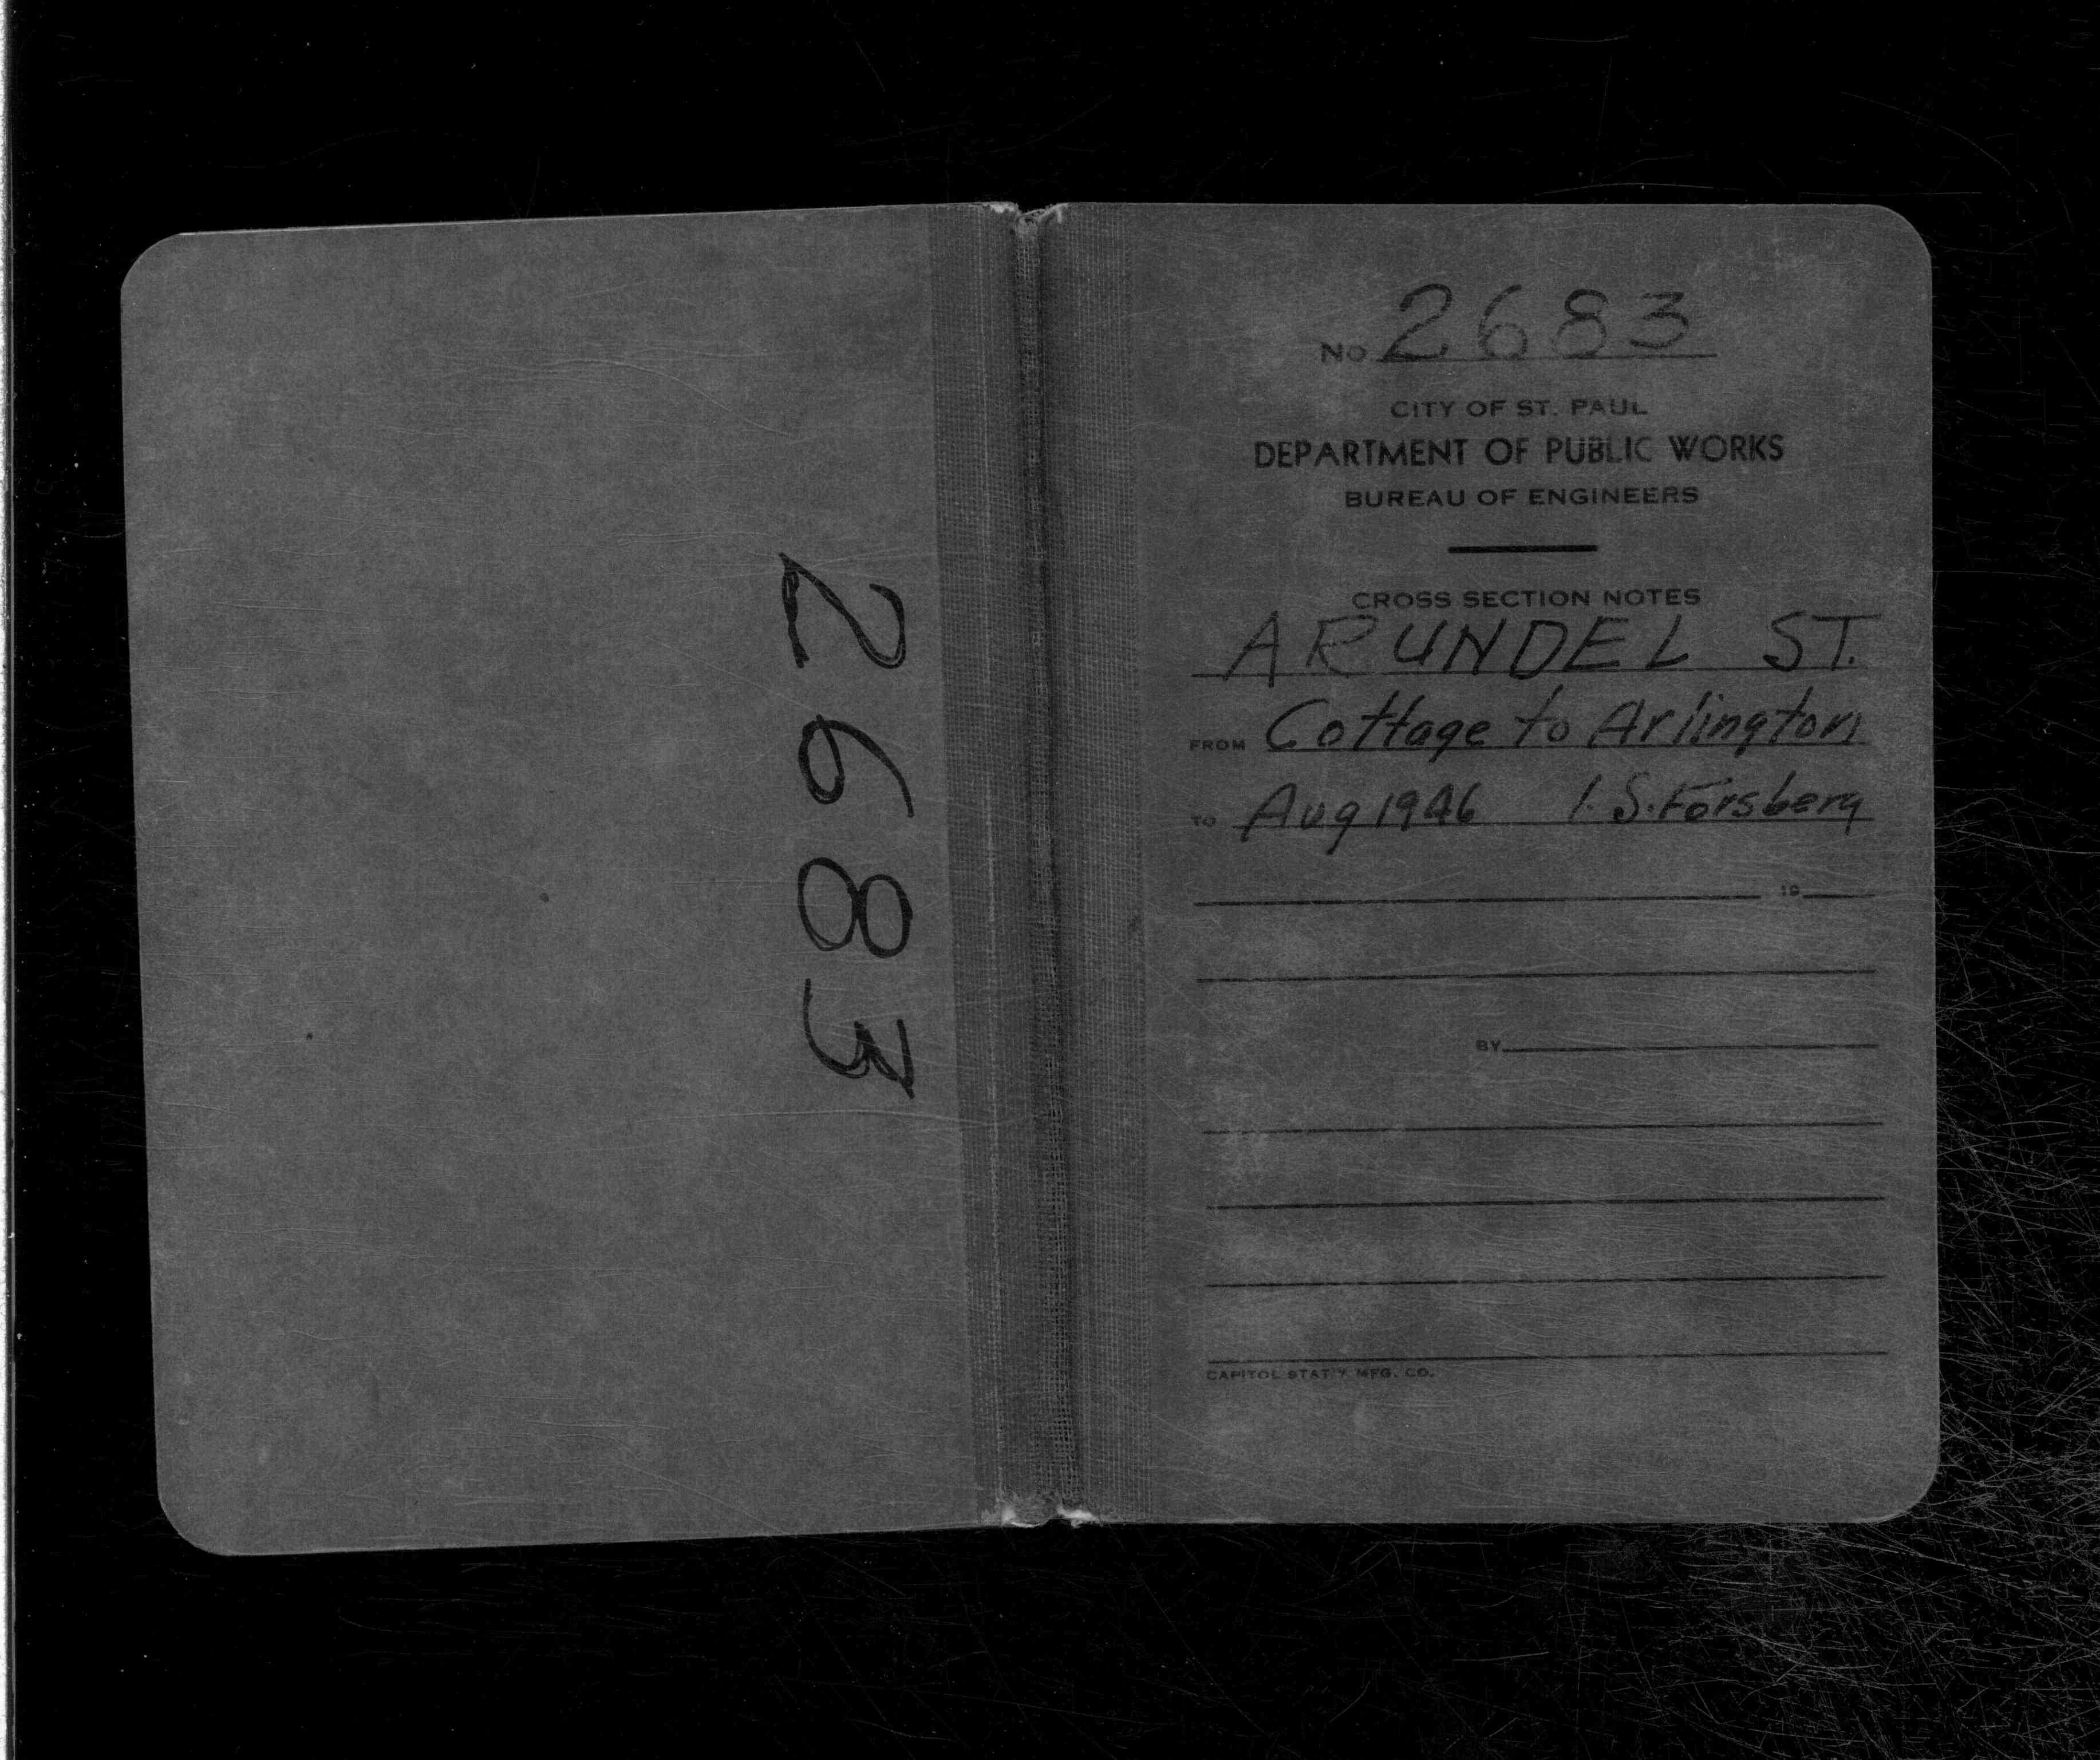 2683
No 2683
CITY OF ST. PAUL
DEPARTMENT OF PUBLIC WORKS
BUREAU OF ENGINEERS
CROSS SECTION NOTES
ARUNDEL ST.
FROM Cottage to Arlington
TO Aug 1946 I. S. Forsberg
19
BY
CAPITOL STAT'Y MFG. CO.